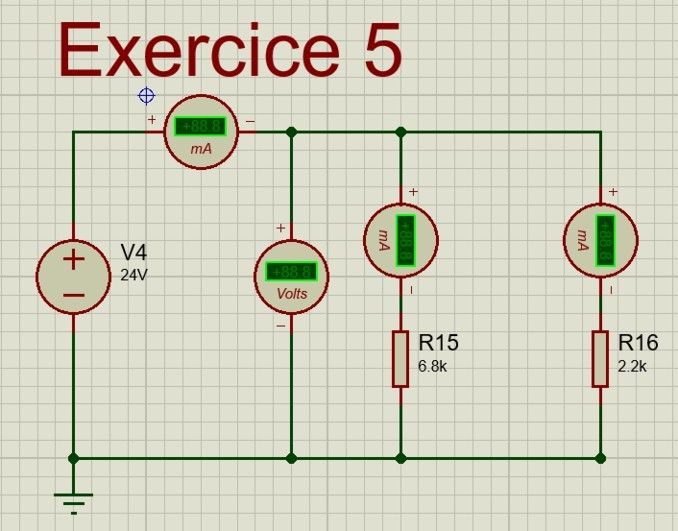 Exercice 5
+ +88.8 -
mA
V4
24V
+
+88.8
Volts
-
+
+88.8
mA
-
+
+88.8
mA
-
R15
6.8k
R16
2.2k